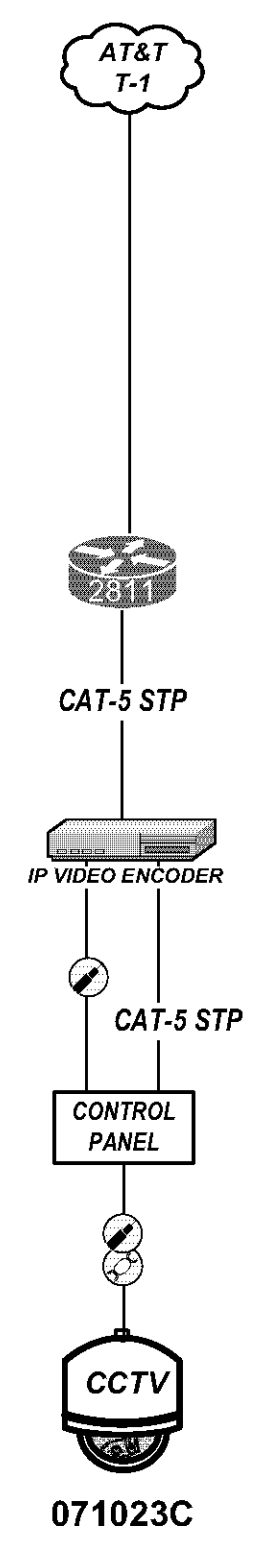 AT&T
T-1
2811
CAT-5 STP
IP VIDEO ENCODER
CAT-5 STP
CONTROL
PANEL
CCTV
071023C